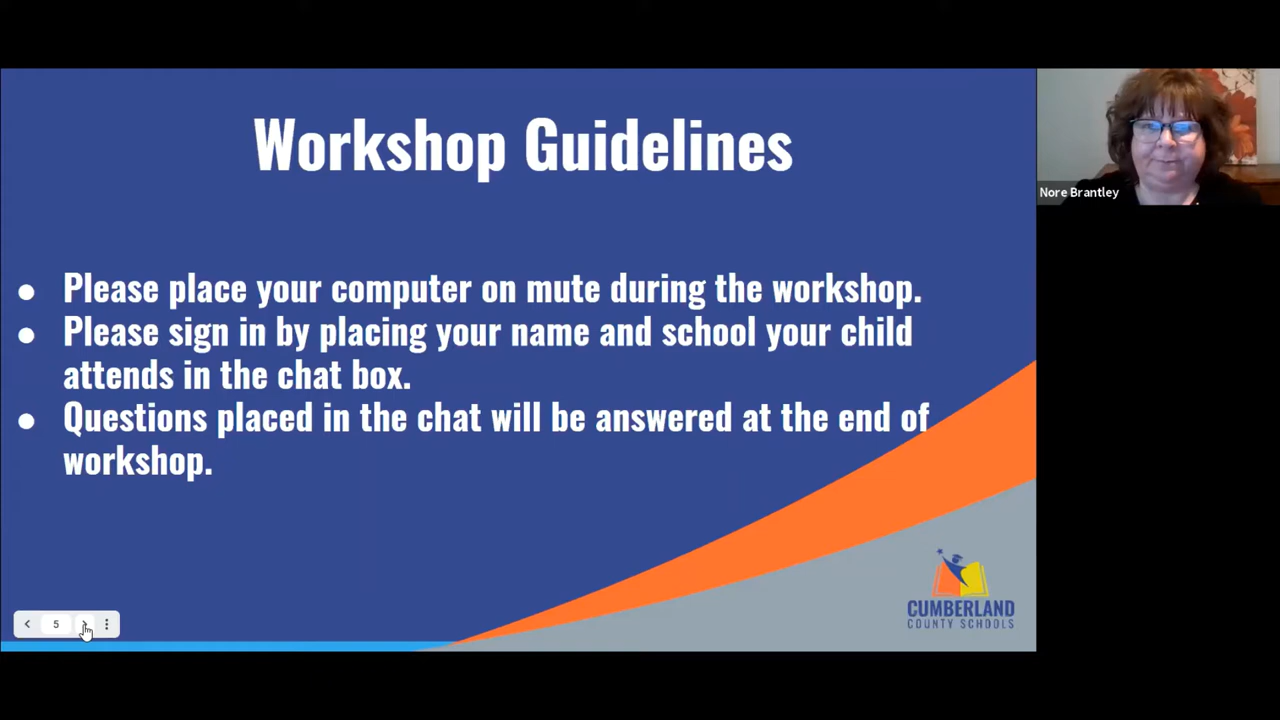 Workshop Guidelines
Nore Brantley
● Please place your computer on mute during the workshop.
● Please sign in by placing your name and school your child
attends in the chat box.
● Questions placed in the chat will be answered at the end of
workshop.
CUMBERLAND
COUNTY SCHOOLS
5